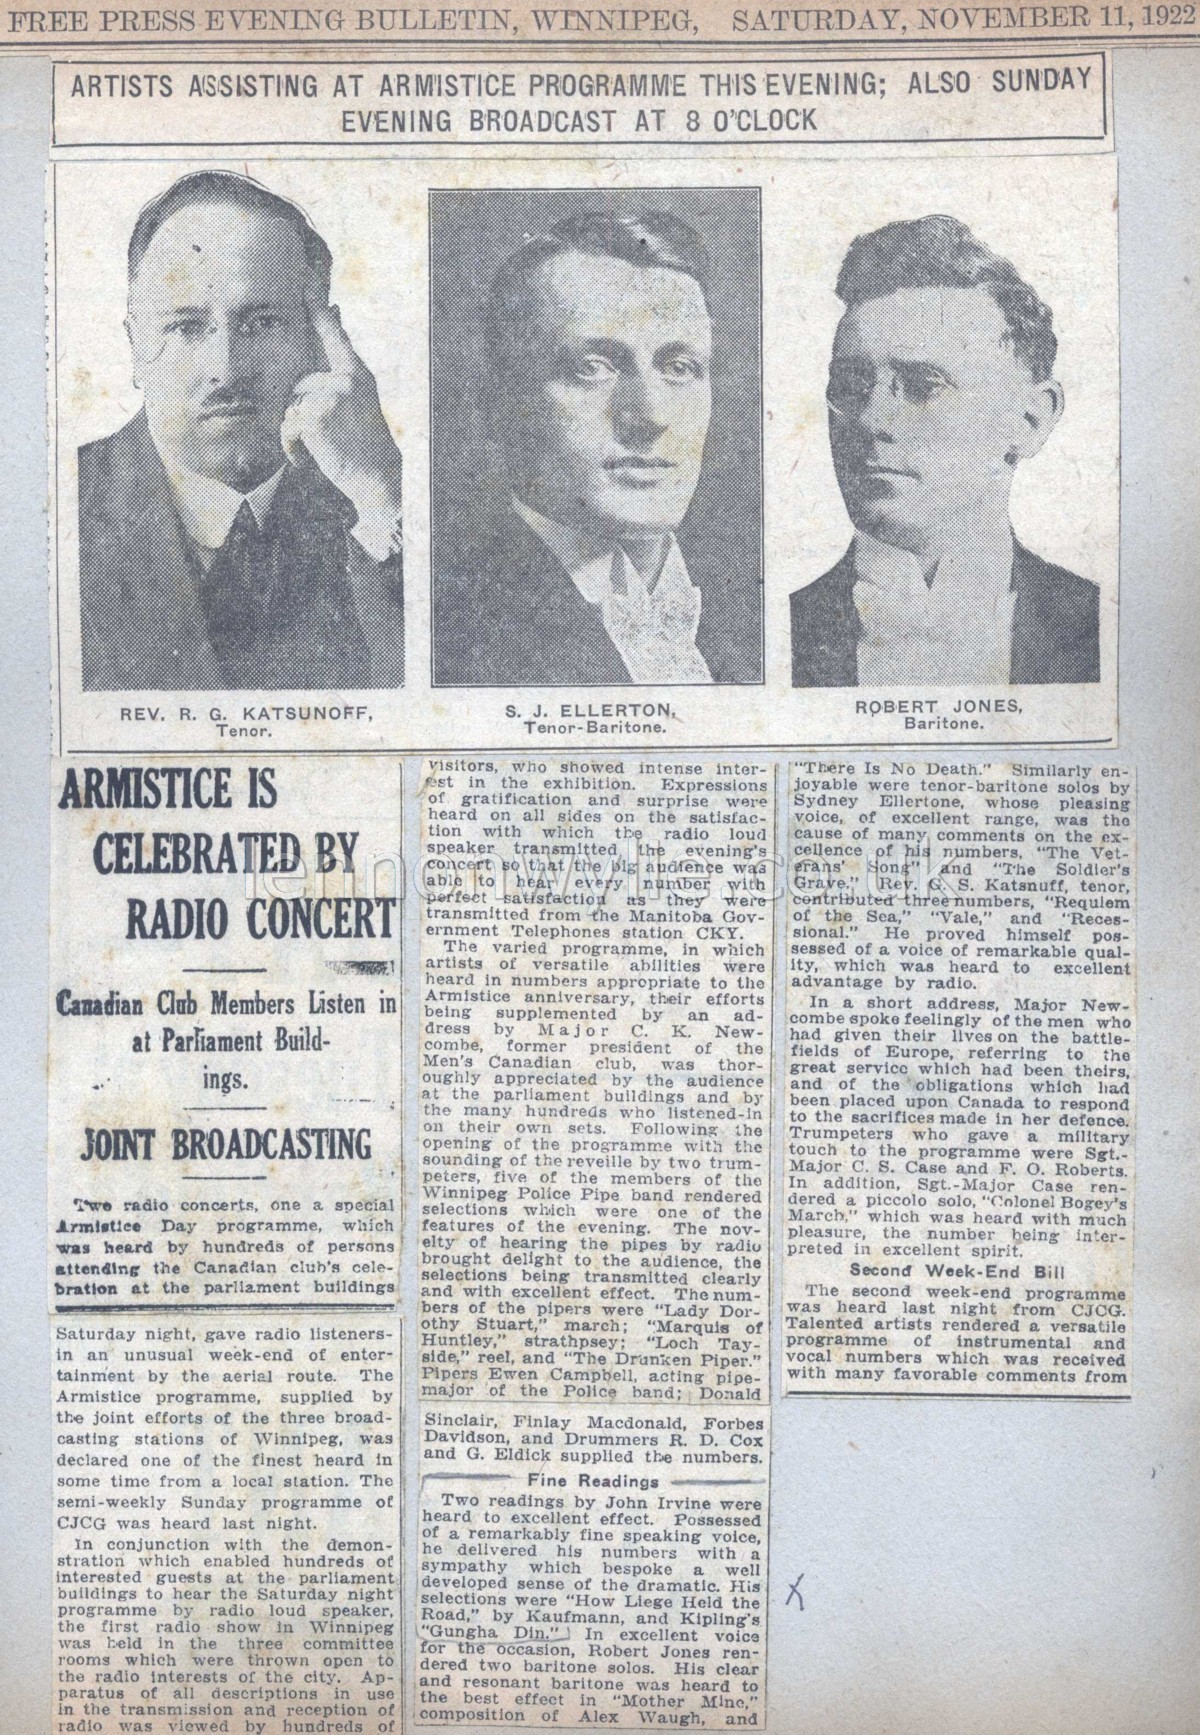 FREE PRESS EVENING BULLETIN, WINNIPEG, SATURDAY, NOVEMBER 11, 1922
ARTISTS ASSISTING AT ARMISTICE PROGRAMME THIS EVENING; ALSO SUNDAY
EVENING BROADCAST AT 8 O'CLOCK
REV. R. G. KATSUNOFF,
Tenor.
S. J. ELLERTON,
Tenor-Baritone.
ROBERT JONES,
Baritone.
ARMISTICE IS
CELEBRATED BY
RADIO CONCERT
Canadian Club Members Listen in
at Parliament Build-
ings.
JOINT BROADCASTING
Two radio concerts, one a special
Armistice Day programme, which
was heard by hundreds of persons
attending the Canadian club's cele-
bration at the parliament buildings
Saturday night, gave radio listeners-
in an unusual week-end of enter-
tainment by the aerial route. The
Armistice programme, supplied by
the joint efforts of the three broad-
casting stations of Winnipeg, was
declared one of the finest heard in
some time from a local station. The
semi-weekly Sunday programme of
CJCG was heard last night.
In conjunction with the demon-
stration which enabled hundreds of
interested guests at the parliament
buildings to hear the Saturday night
programme by radio loud speaker,
the first radio show in Winnipeg
was held in the three committee
rooms which were thrown open to
the radio interests of the city. Ap-
paratus of all descriptions in use
in the transmission and reception of
radio was viewed by hundreds of
visitors, who showed intense inter-
est in the exhibition. Expressions
of gratification and surprise were
heard on all sides on the satisfac-
tion with which the radio loud
speaker transmitted the evening's
concert so that the big audience was
able to hear every number with
perfect satisfaction as they were
transmitted from the Manitoba Gov-
ernment Telephones station CKY.
The varied programme, in which
artists of versatile abilities were
heard in numbers appropriate to the
Armistice anniversary, their efforts
being supplemented by an ad-
dress by Major C. K. New-
combe, former president of the
Men's Canadian club, was thor-
oughly appreciated by the audience
at the parliament buildings and by
the many hundreds who listened-in
on their own sets. Following the
opening of the programme with the
sounding of the reveille by two trum-
peters, five of the members of the
Winnipeg Police Pipe band rendered
selections which were one of the
features of the evening. The nov-
elty of hearing the pipes by radio
brought delight to the audience, the
selections being transmitted clearly
and with excellent effect. The num-
bers of the pipers were "Lady Dor-
othy Stuart," march; "Marquis of
Huntley," strathpsey; "Loch Tay-
side," reel, and "The Drunken Piper."
Pipers Ewen Campbell, acting pipe-
major of the Police band; Donald
Sinclair, Finlay Macdonald, Forbes
Davidson, and Drummers R. D. Cox
and G. Eldick supplied the numbers.
Fine Readings
Two readings by John Irvine were
heard to excellent effect. Possessed
of a remarkably fine speaking voice,
he delivered his numbers with a
sympathy which bespoke a well
developed sense of the dramatic. His
selections were "How Liege Held the
Road," by Kaufmann, and Kipling's
"Gungha Din." In excellent voice
for the occasion, Robert Jones ren-
dered two baritone solos. His clear
and resonant baritone was heard to
the best effect in "Mother Mine,"
composition of Alex Waugh, and
"There Is No Death." Similarly en-
joyable were tenor-baritone solos by
Sydney Ellertone, whose pleasing
voice, of excellent range, was the
cause of many comments on the ex-
cellence of his numbers, "The Vet-
erans' Song" and "The Soldier's
Grave." Rev. G. S. Katsnuff, tenor,
contributed three numbers, "Requiem
of the Sea," "Vale," and "Reces-
sional." He proved himself pos-
sessed of a voice of remarkable qual-
ity, which was heard to excellent
advantage by radio.
In a short address, Major New-
combe spoke feelingly of the men who
had given their lives on the battle-
fields of Europe, referring to the
great service which had been theirs,
and of the obligations which had
been placed upon Canada to respond
to the sacrifices made in her defence.
Trumpeters who gave a military
touch to the programme were Sgt.-
Major C. S. Case and F. O. Roberts.
In addition, Sgt.-Major Case ren-
dered a piccolo solo, "Colonel Bogey's
March," which was heard with much
pleasure, the number being inter-
preted in excellent spirit.
Second Week-End Bill
The second week-end programme
was heard last night from CJCG.
Talented artists rendered a versatile
programme of instrumental and
vocal numbers which was received
with many favorable comments from
X
lennonwylie.co.uk